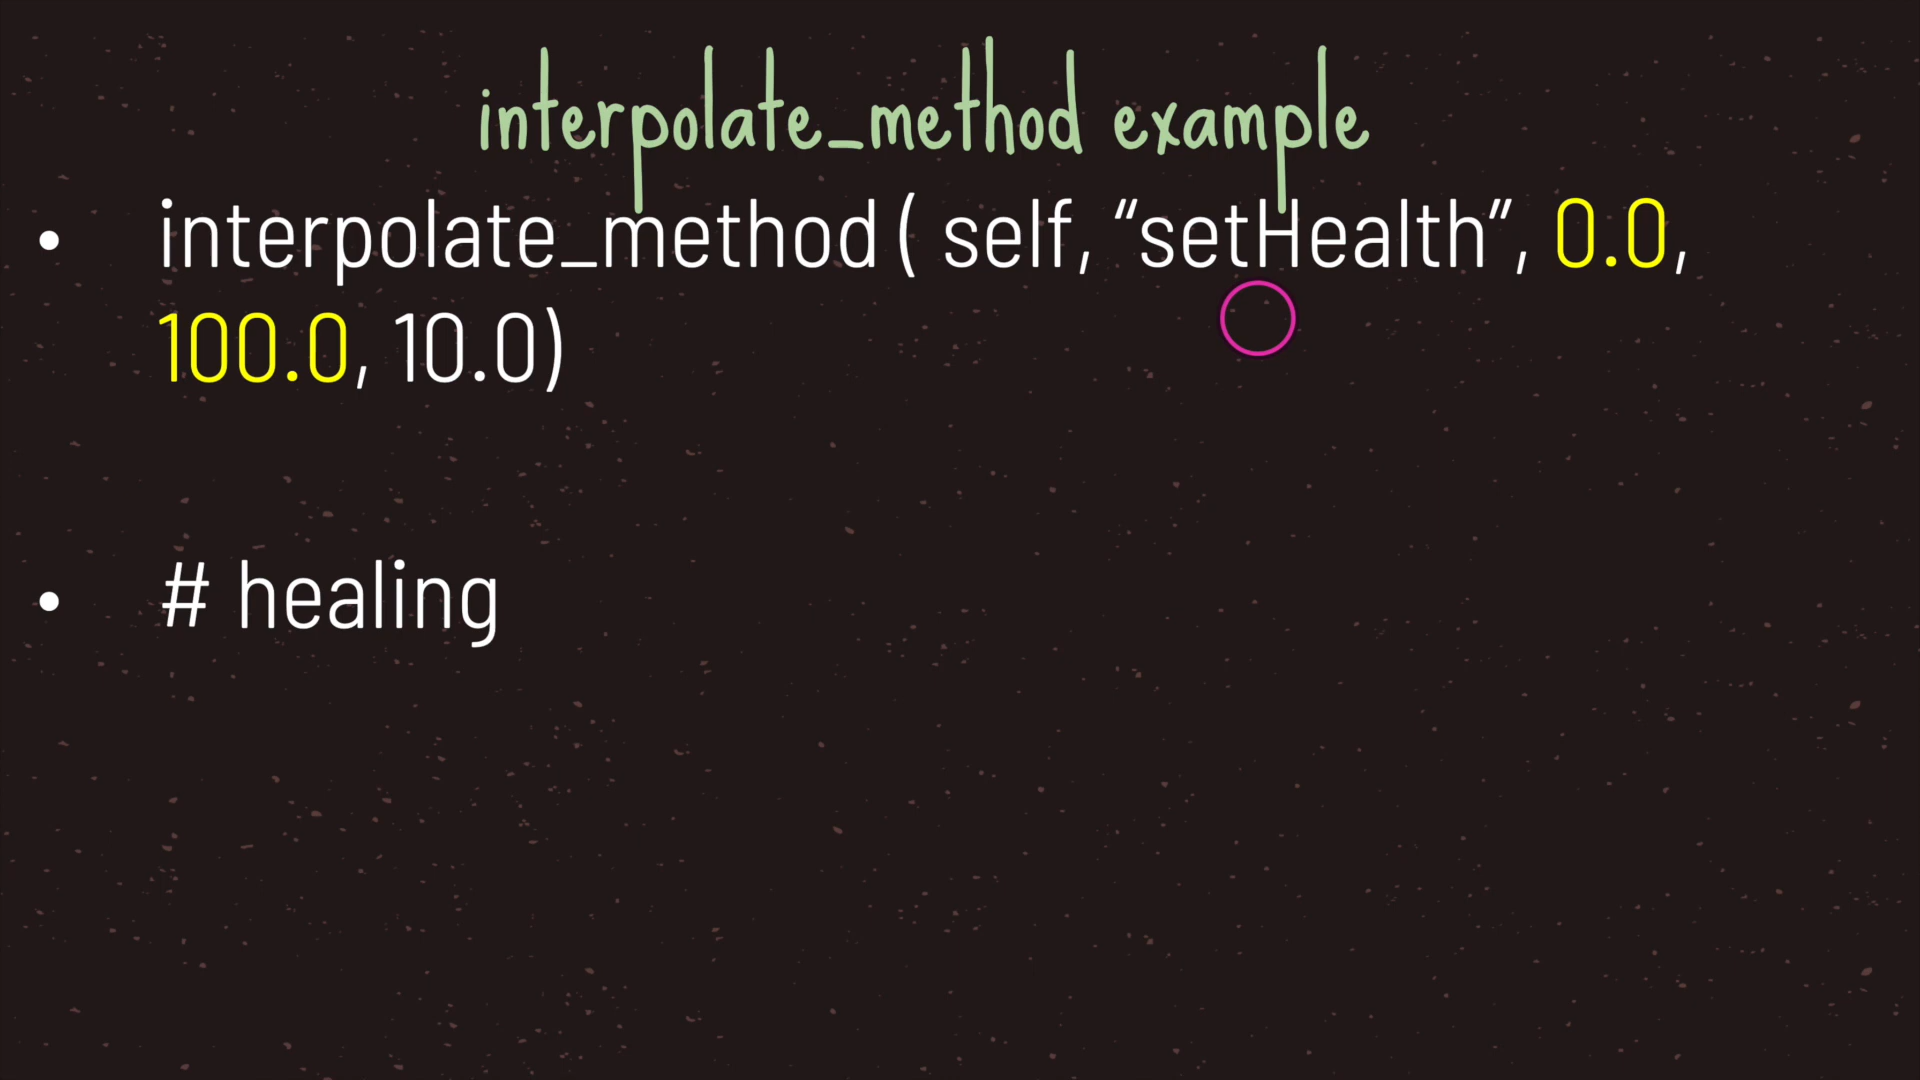 interpolate_method example
• interpolate_method ( self, “setHealth”, 0.0,
100.0, 10.0)
• # healing